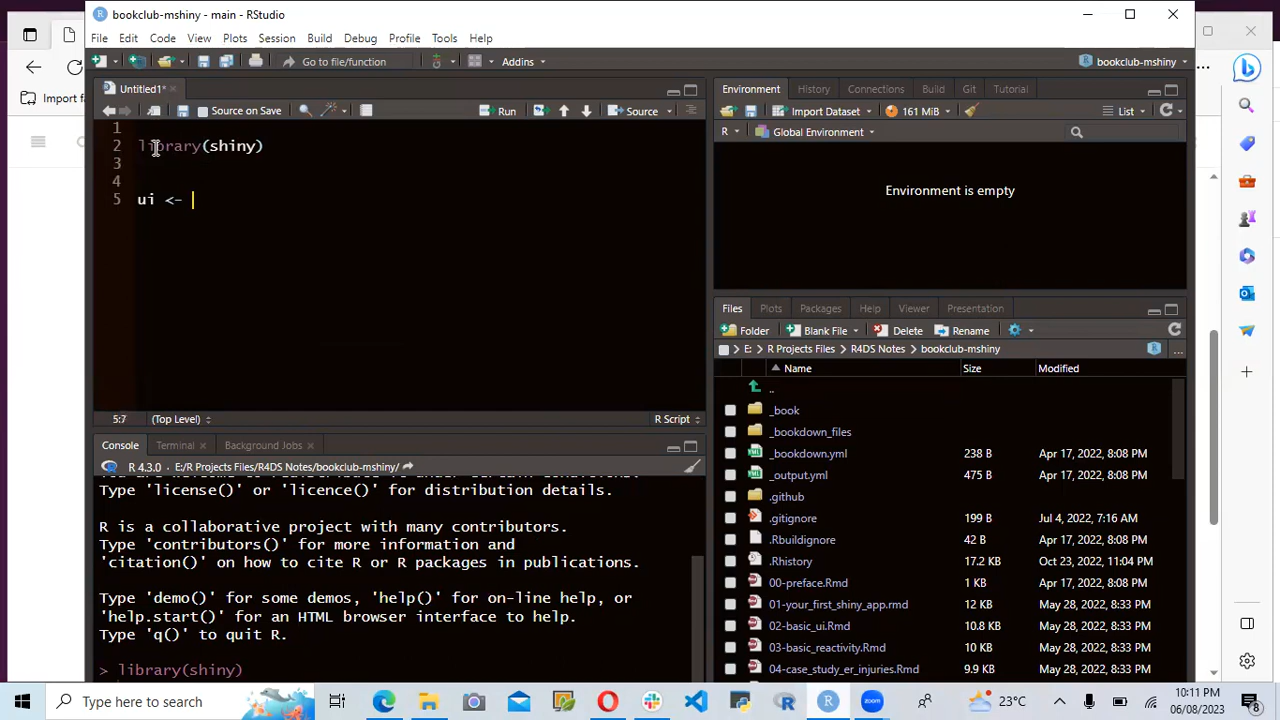 bookclub-mshiny - main - RStudio
File Edit Code View Plots Session Build Debug Profile Tools Help
Go to file/function
Addins
bookclub-mshiny
Import fa
Untitled1*
Source on Save
Run
Source
1
2 library(shiny)
3
4
5 ui <-
5:7 (Top Level) R Script
Console Terminal Background Jobs
R 4.3.0 · E:/R Projects Files/R4DS Notes/bookclub-mshiny/
Type 'license()' or 'licence()' for distribution details.
R is a collaborative project with many contributors.
Type 'contributors()' for more information and
'citation()' on how to cite R or R packages in publications.
Type 'demo()' for some demos, 'help()' for on-line help, or
'help.start()' for an HTML browser interface to help.
Type 'q()' to quit R.
> library(shiny)
Environment History Connections Build Git Tutorial
Import Dataset 161 MiB List
R Global Environment
Environment is empty
Files Plots Packages Help Viewer Presentation
Folder Blank File Delete Rename
E: R Projects Files R4DS Notes bookclub-mshiny
Name Size Modified
..
_book
_bookdown_files
_bookdown.yml 238 B Apr 17, 2022, 8:08 PM
_output.yml 475 B Apr 17, 2022, 8:08 PM
.github
.gitignore 199 B Jul 4, 2022, 7:16 AM
.Rbuildignore 42 B Apr 17, 2022, 8:08 PM
.Rhistory 17.2 KB Oct 23, 2022, 11:04 PM
00-preface.Rmd 1 KB Apr 17, 2022, 8:08 PM
01-your_first_shiny_app.rmd 12 KB May 28, 2022, 8:33 PM
02-basic_ui.Rmd 10.8 KB May 28, 2022, 8:33 PM
03-basic_reactivity.Rmd 10 KB May 28, 2022, 8:33 PM
04-case_study_er_injuries.Rmd 9.9 KB May 28, 2022, 8:33 PM
Type here to search
23°C
10:11 PM
06/08/2023
8